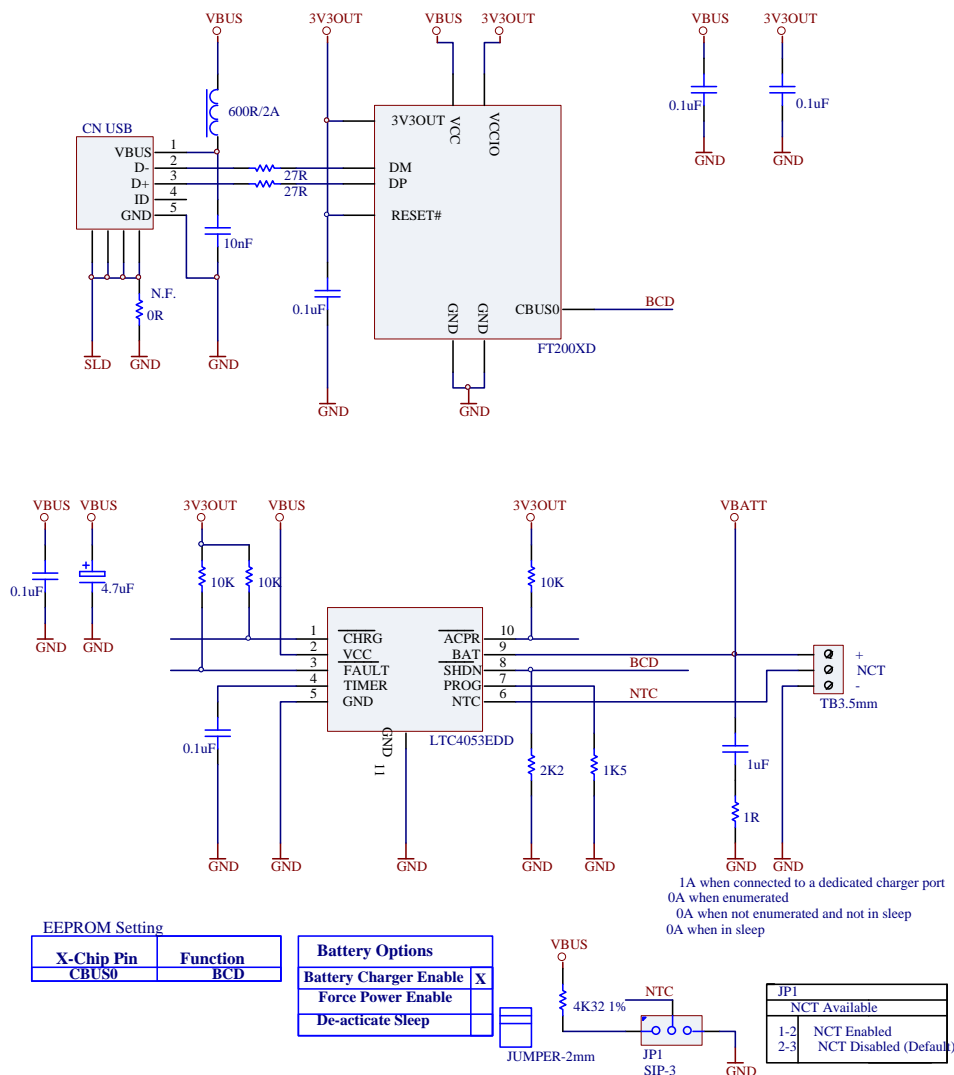 VBUS 3V3OUT VBUS 3V3OUT VBUS 3V3OUT
600R/2A
0.1uF 0.1uF
GND GND
CN USB
VBUS 1
D- 2
D+ 3
ID 4
GND 5
27R
27R
10nF
N.F.
0R
0.1uF
3V3OUT
VCC
VCCIO
DM
DP
RESET#
GND
GND
CBUS0
BCD
FT200XD
SLD GND GND GND GND
VBUS VBUS 3V3OUT VBUS 3V3OUT VBATT
0.1uF
+
4.7uF
10K 10K 10K
GND GND
1 CHRG
2 VCC
3 FAULT
4 TIMER
5 GND
ACPR 10
BAT 9
SHDN 8
PROG 7
NTC 6
BCD
NTC
GND 11
LTC4053EDD
+
NCT
-
TB3.5mm
0.1uF
2K2 1K5
1uF
1R
GND GND GND GND GND GND GND
1A when connected to a dedicated charger port
0A when enumerated
0A when not enumerated and not in sleep
0A when in sleep
EEPROM Setting
X-Chip Pin Function
CBUS0 BCD
Battery Options
Battery Charger Enable X
Force Power Enable
De-acticate Sleep
JUMPER-2mm
VBUS
4K32 1%
NTC
JP1
SIP-3
GND
JP1
NCT Available
1-2 NCT Enabled
2-3 NCT Disabled (Default)